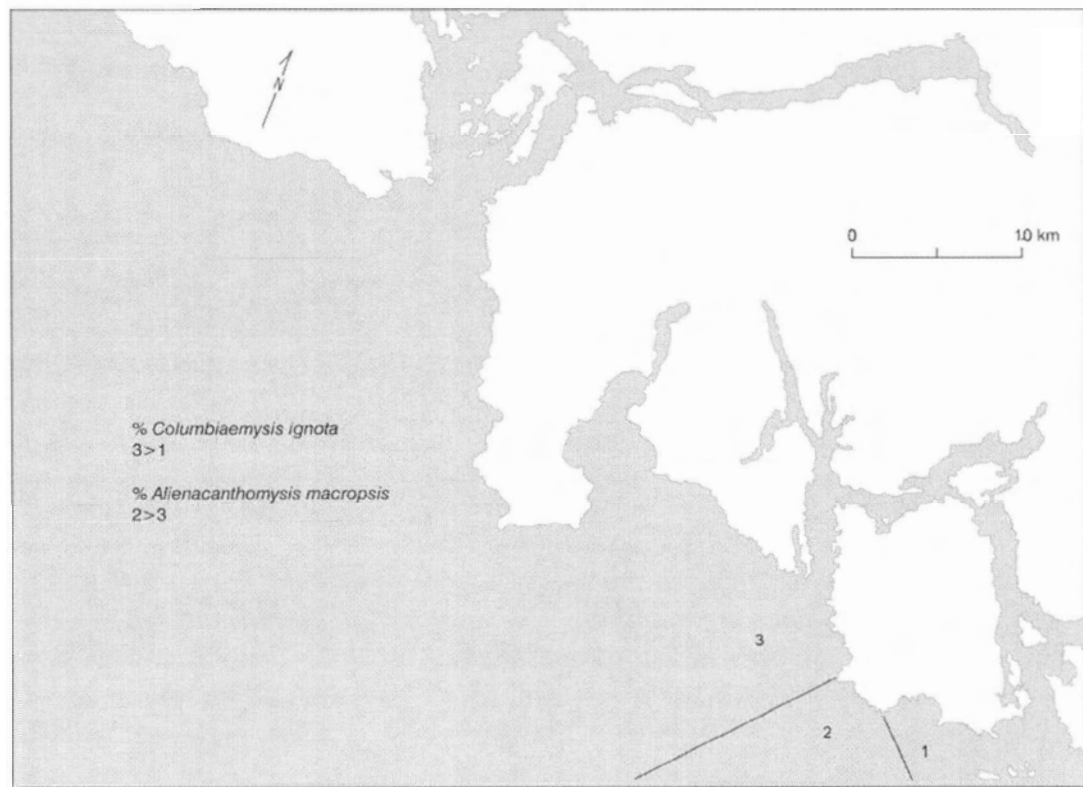 N
0 10 km
% Columbiaemysis ignota
3>1
% Alienacanthomysis macropsis
2>3
3
2
1